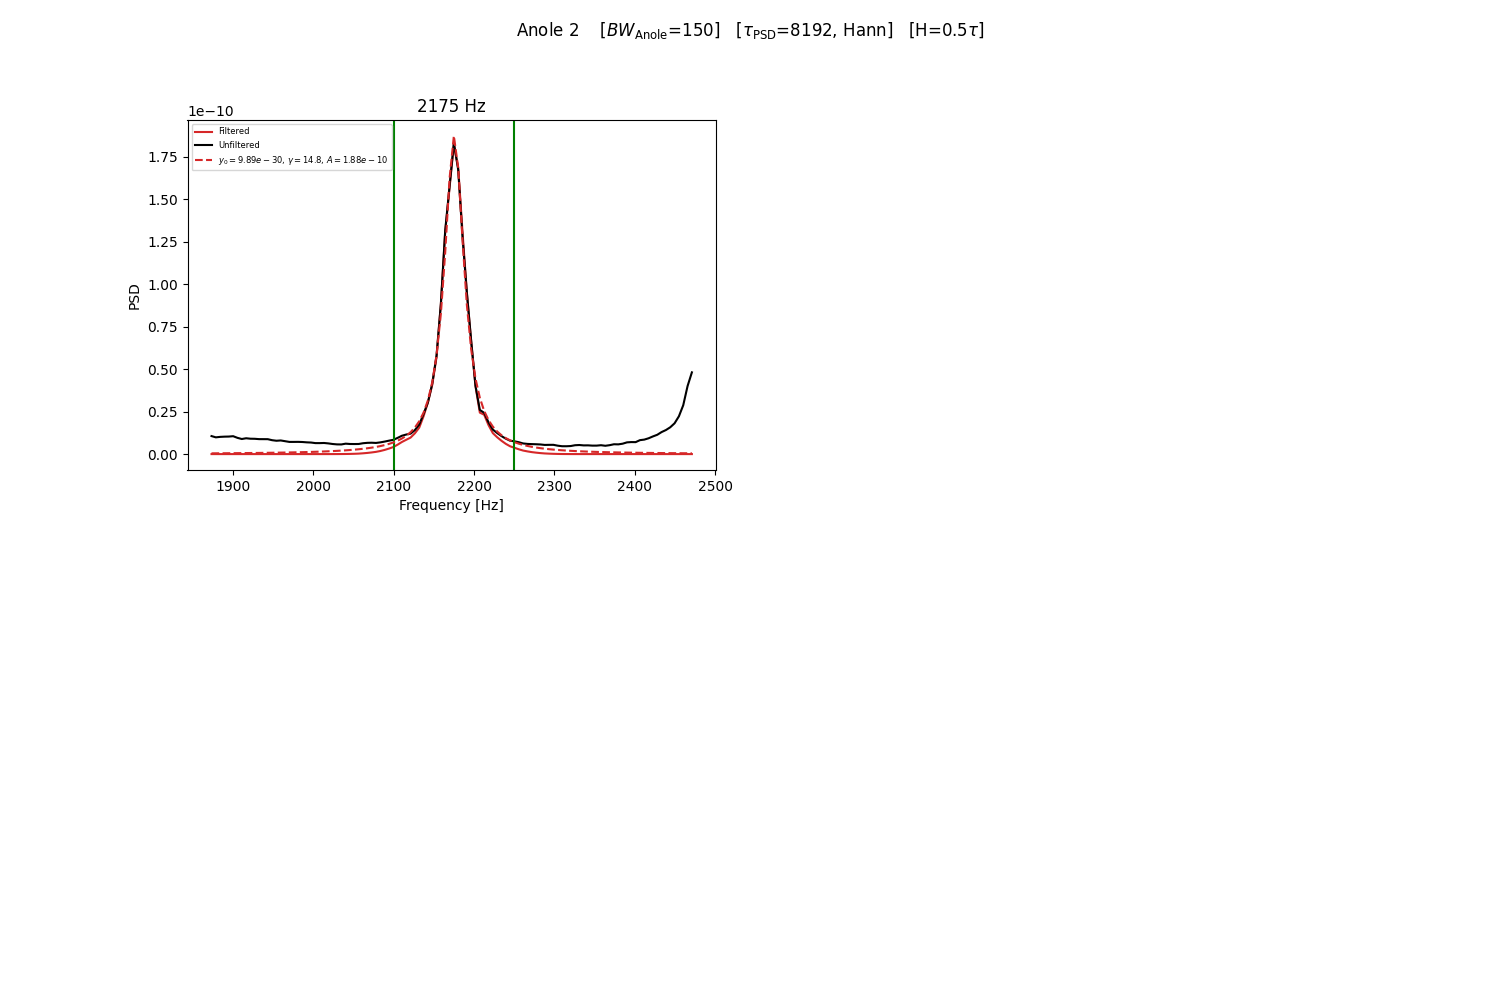 Anole 2 [BW_Anole=150] [τ_PSD=8192, Hann] [H=0.5τ]
2175 Hz
1e−10
Filtered
Unfiltered
y₀ = 9.89e − 30, γ = 14.8, A = 1.88e − 10
1.75
1.50
1.25
1.00
0.75
0.50
0.25
0.00
PSD
1900 2000 2100 2200 2300 2400 2500
Frequency [Hz]